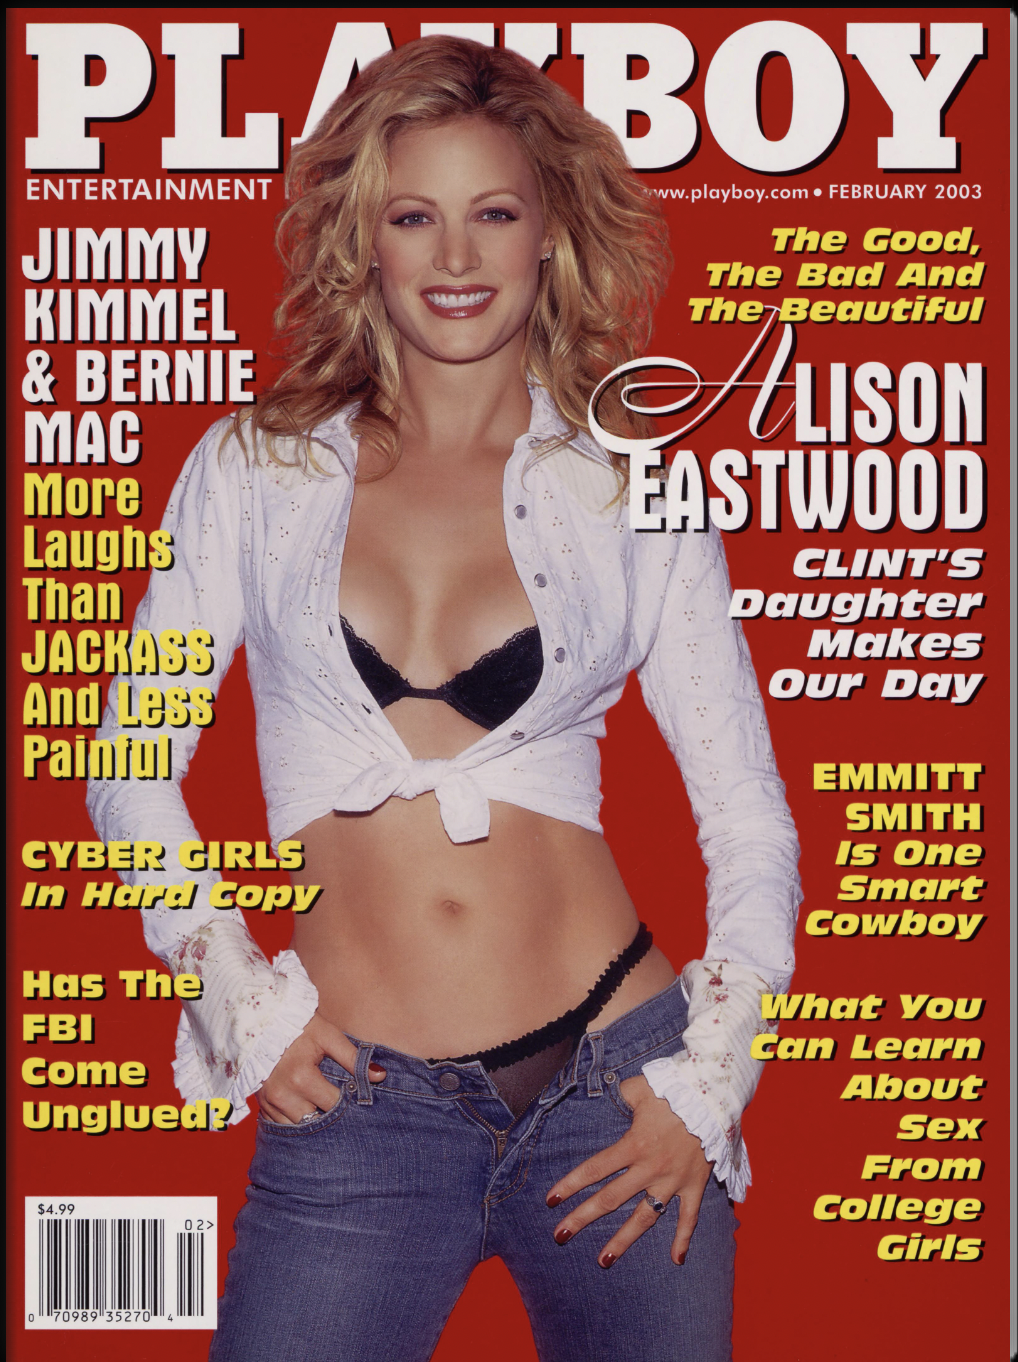 PLAYBOY
ENTERTAINMENT
www.playboy.com • FEBRUARY 2003
JIMMY
KIMMEL
& BERNIE
MAC
More
Laughs
Than
JACKASS
And Less
Painful
CYBER GIRLS
In Hard Copy
Has The
FBI
Come
Unglued?
The Good,
The Bad And
The Beautiful
ALISON
EASTWOOD
CLINT'S
Daughter
Makes
Our Day
EMMITT
SMITH
Is One
Smart
Cowboy
What You
Can Learn
About
Sex
From
College
Girls
$4.99
02>
0 70989 35270 4